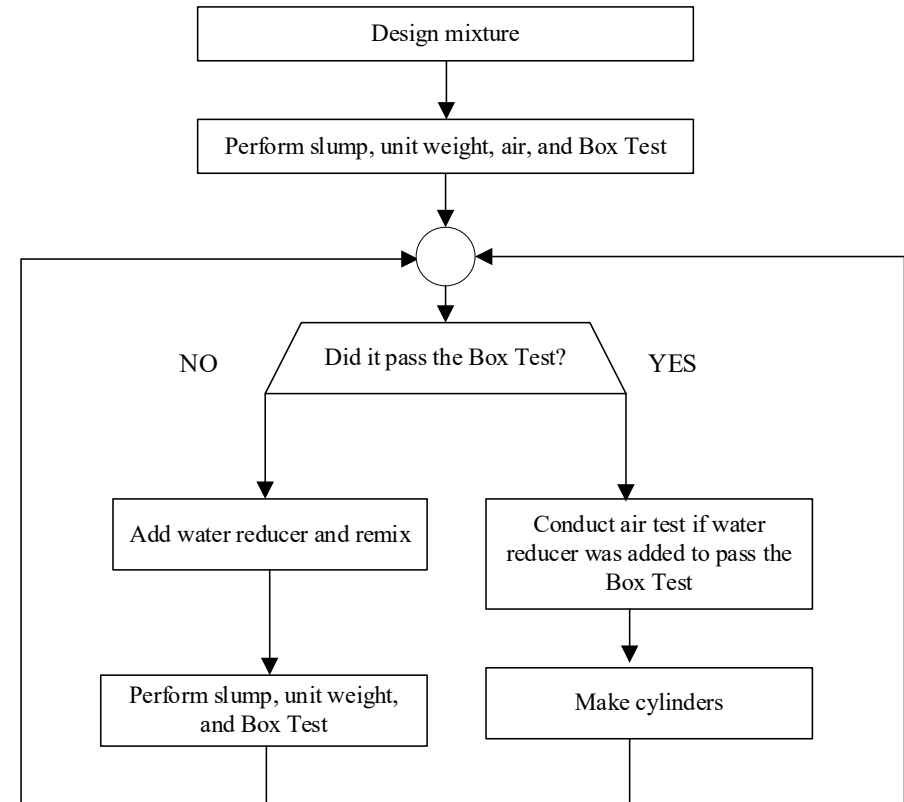 Design mixture
Perform slump, unit weight, air, and Box Test
Did it pass the Box Test?
NO
YES
Add water reducer and remix
Conduct air test if water
reducer was added to pass the
Box Test
Perform slump, unit weight,
and Box Test
Make cylinders